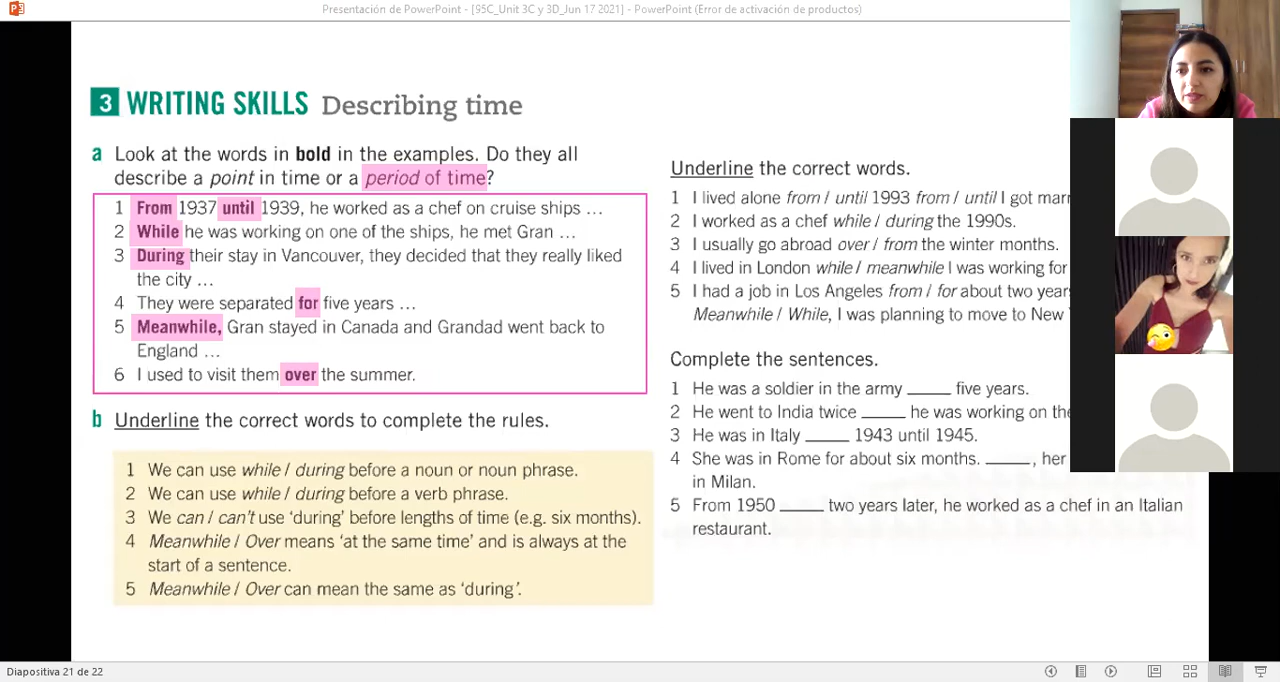 Presentación de PowerPoint - [95C_Unit 3C y 3D_Jun 17 2021] - PowerPoint (Error de activación de productos)
3 WRITING SKILLS Describing time
a Look at the words in bold in the examples. Do they all
describe a point in time or a period of time?
1 From 1937 until 1939, he worked as a chef on cruise ships …
2 While he was working on one of the ships, he met Gran …
3 During their stay in Vancouver, they decided that they really liked
the city …
4 They were separated for five years …
5 Meanwhile, Gran stayed in Canada and Grandad went back to
England …
6 I used to visit them over the summer.
b Underline the correct words to complete the rules.
1 We can use while / during before a noun or noun phrase.
2 We can use while / during before a verb phrase.
3 We can / can't use 'during' before lengths of time (e.g. six months).
4 Meanwhile / Over means 'at the same time' and is always at the
start of a sentence.
5 Meanwhile / Over can mean the same as 'during'.
Underline the correct words.
1 I lived alone from / until 1993 from / until I got marr
2 I worked as a chef while / during the 1990s.
3 I usually go abroad over / from the winter months.
4 I lived in London while / meanwhile I was working for
5 I had a job in Los Angeles from / for about two years
Meanwhile / While, I was planning to move to New
Complete the sentences.
1 He was a soldier in the army _____ five years.
2 He went to India twice _____ he was working on the
3 He was in Italy _____ 1943 until 1945.
4 She was in Rome for about six months. _____, her
in Milan.
5 From 1950 _____ two years later, he worked as a chef in an Italian
restaurant.
Diapositiva 21 de 22